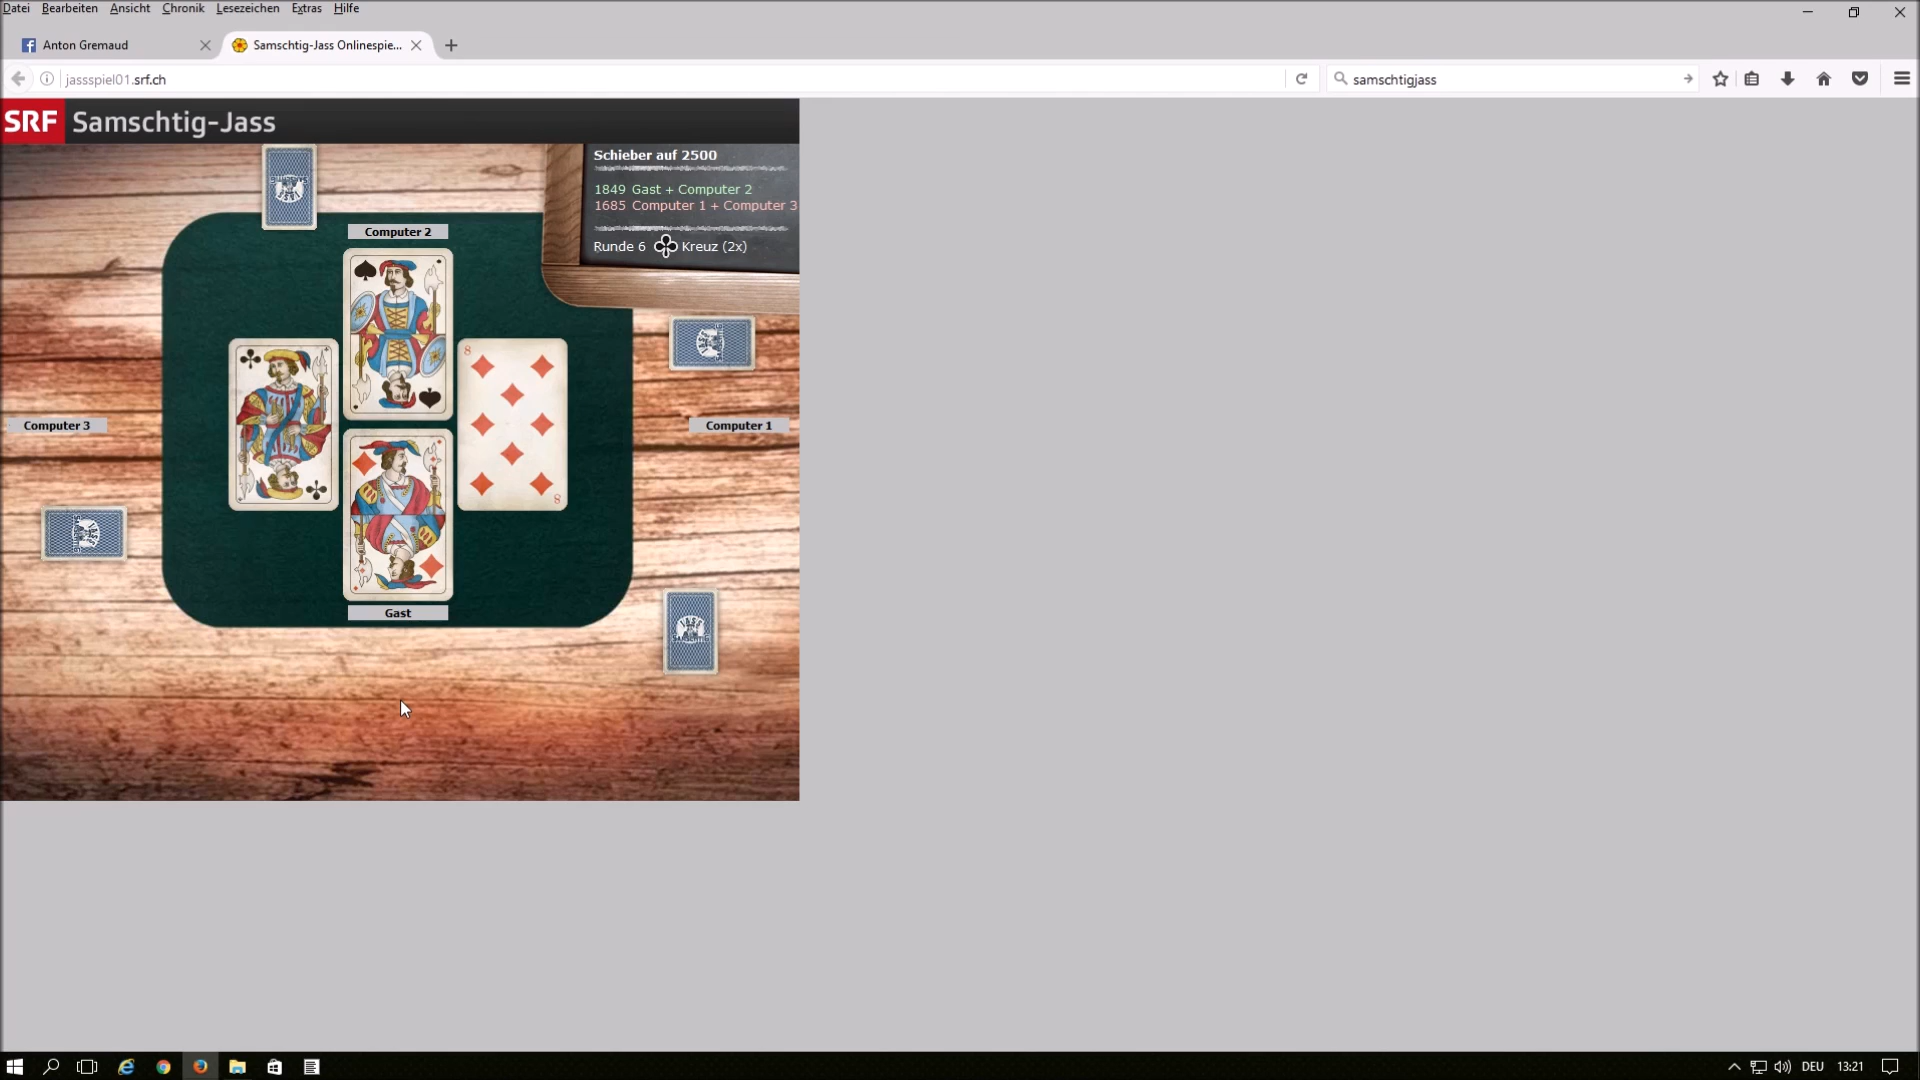 Datei Bearbeiten Ansicht Chronik Lesezeichen Extras Hilfe
Anton Gremaud
Samschtig-Jass Onlinespie...
jassspiel01.srf.ch
samschtigjass
SRF Samschtig-Jass
Schieber auf 2500
1849 Gast + Computer 2
1685 Computer 1 + Computer 3
Runde 6 Kreuz (2x)
Computer 2
8
Computer 3
Computer 1
8
Gast
DEU 13:21